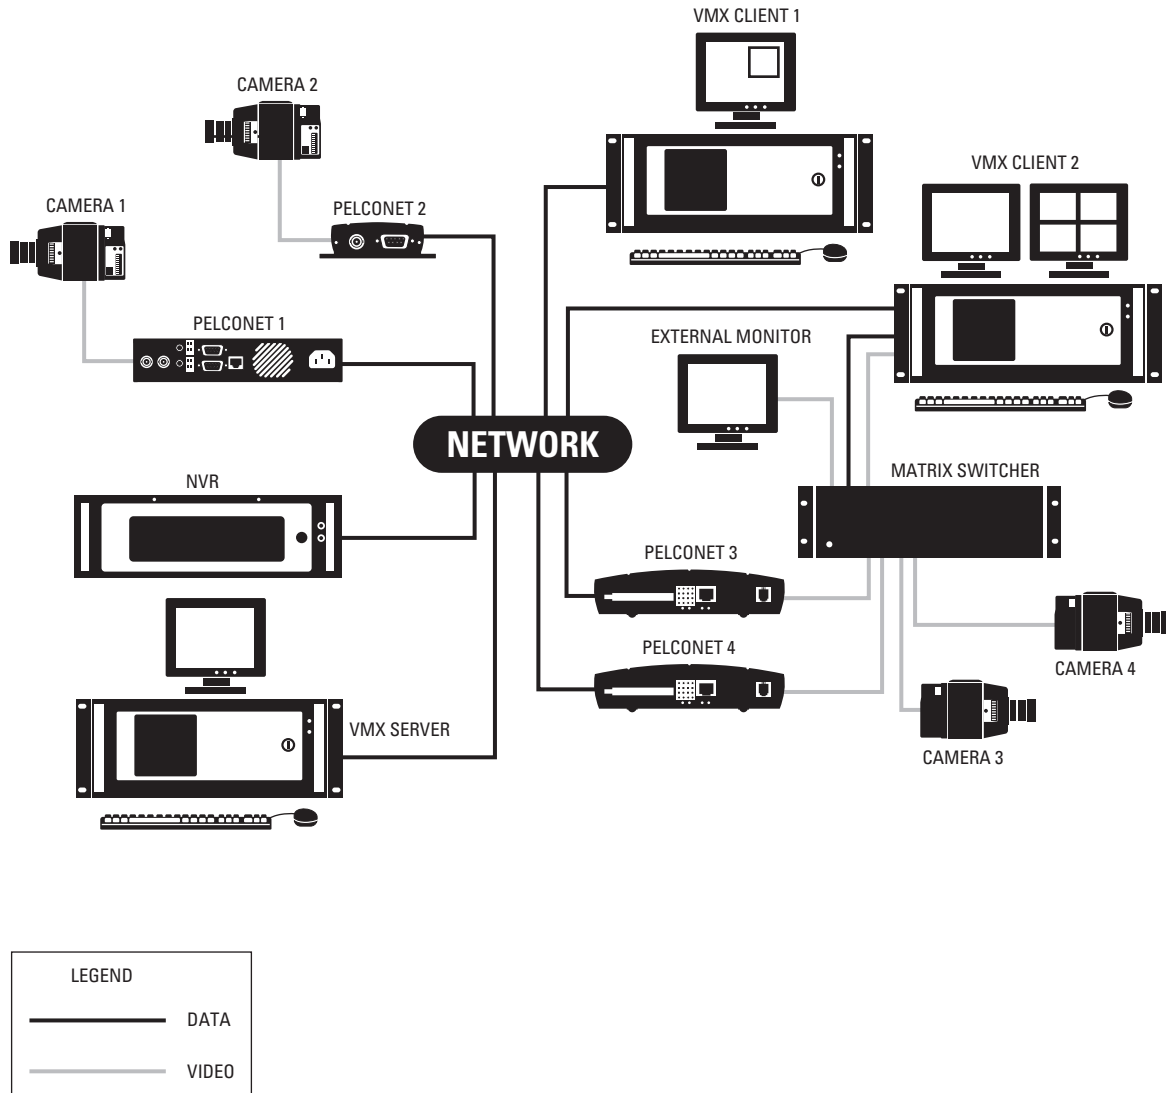 VMX CLIENT 1
CAMERA 2
VMX CLIENT 2
CAMERA 1
PELCONET 2
PELCONET 1
EXTERNAL MONITOR
NETWORK
NVR
MATRIX SWITCHER
PELCONET 3
PELCONET 4
CAMERA 4
VMX SERVER
CAMERA 3
LEGEND
DATA
VIDEO